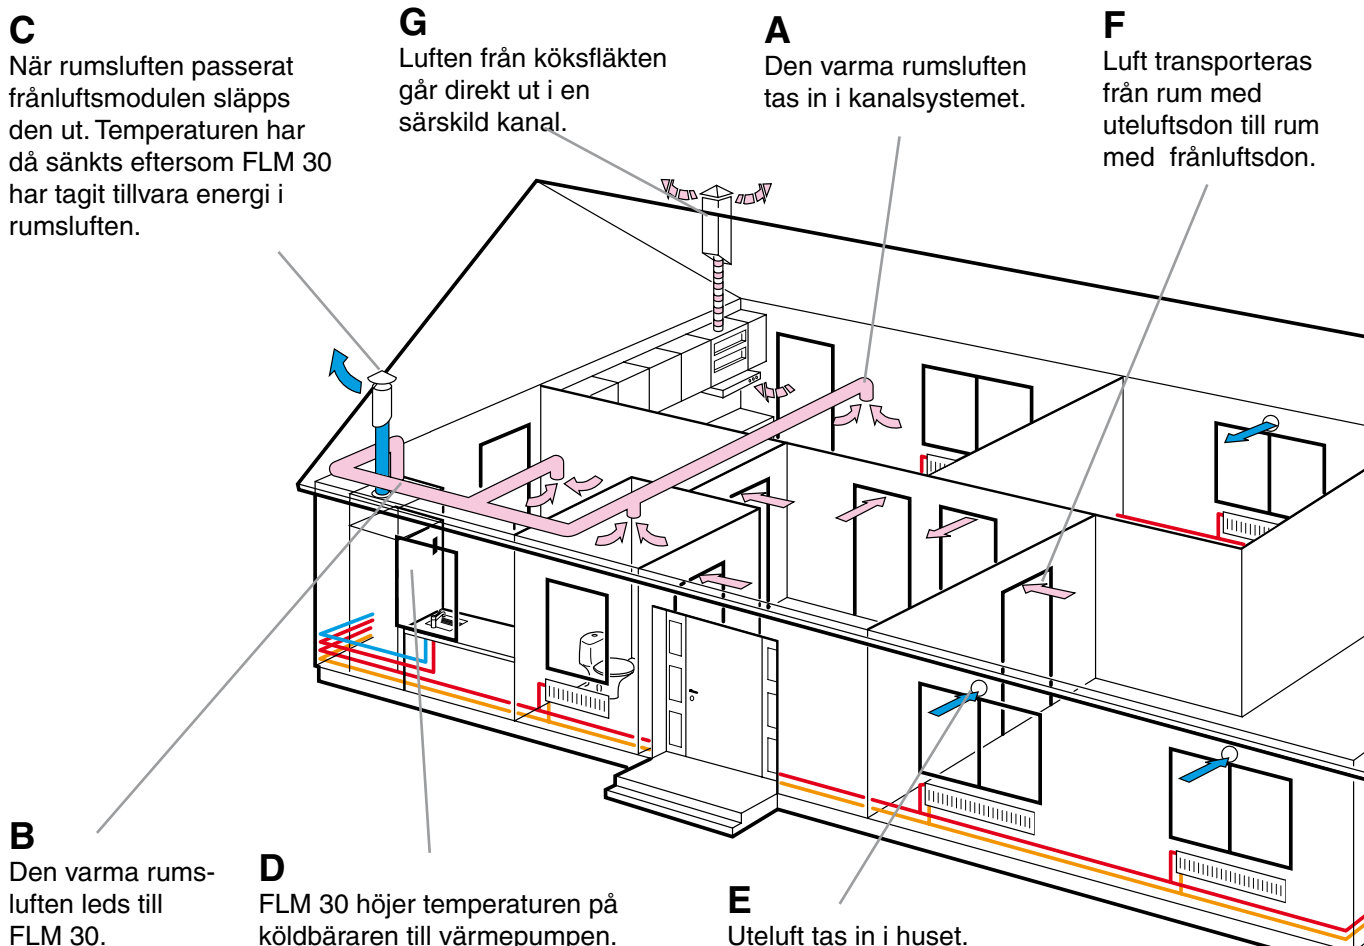 C
När rumsluften passerat
frånluftsmodulen släpps
den ut. Temperaturen har
då sänkts eftersom FLM 30
har tagit tillvara energi i
rumsluften.
G
Luften från köksfläkten
går direkt ut i en
särskild kanal.
A
Den varma rumsluften
tas in i kanalsystemet.
F
Luft transporteras
från rum med
uteluftsdon till rum
med frånluftsdon.
B
Den varma rums-
luften leds till
FLM 30.
D
FLM 30 höjer temperaturen på
köldbäraren till värmepumpen.
E
Uteluft tas in i huset.